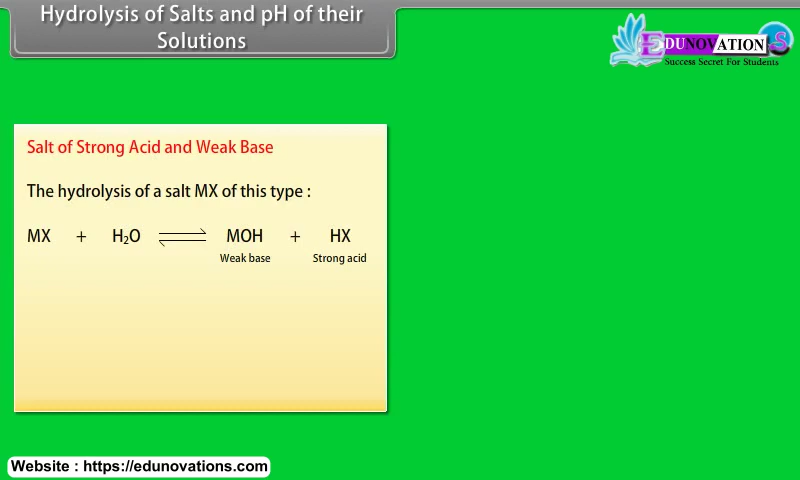 Hydrolysis of Salts and pH of their
Solutions
EDUNOVATIONS
Success Secret For Students
Salt of Strong Acid and Weak Base
The hydrolysis of a salt MX of this type :
MX + H₂O ⇌ MOH + HX
Weak base Strong acid
Website : https://edunovations.com